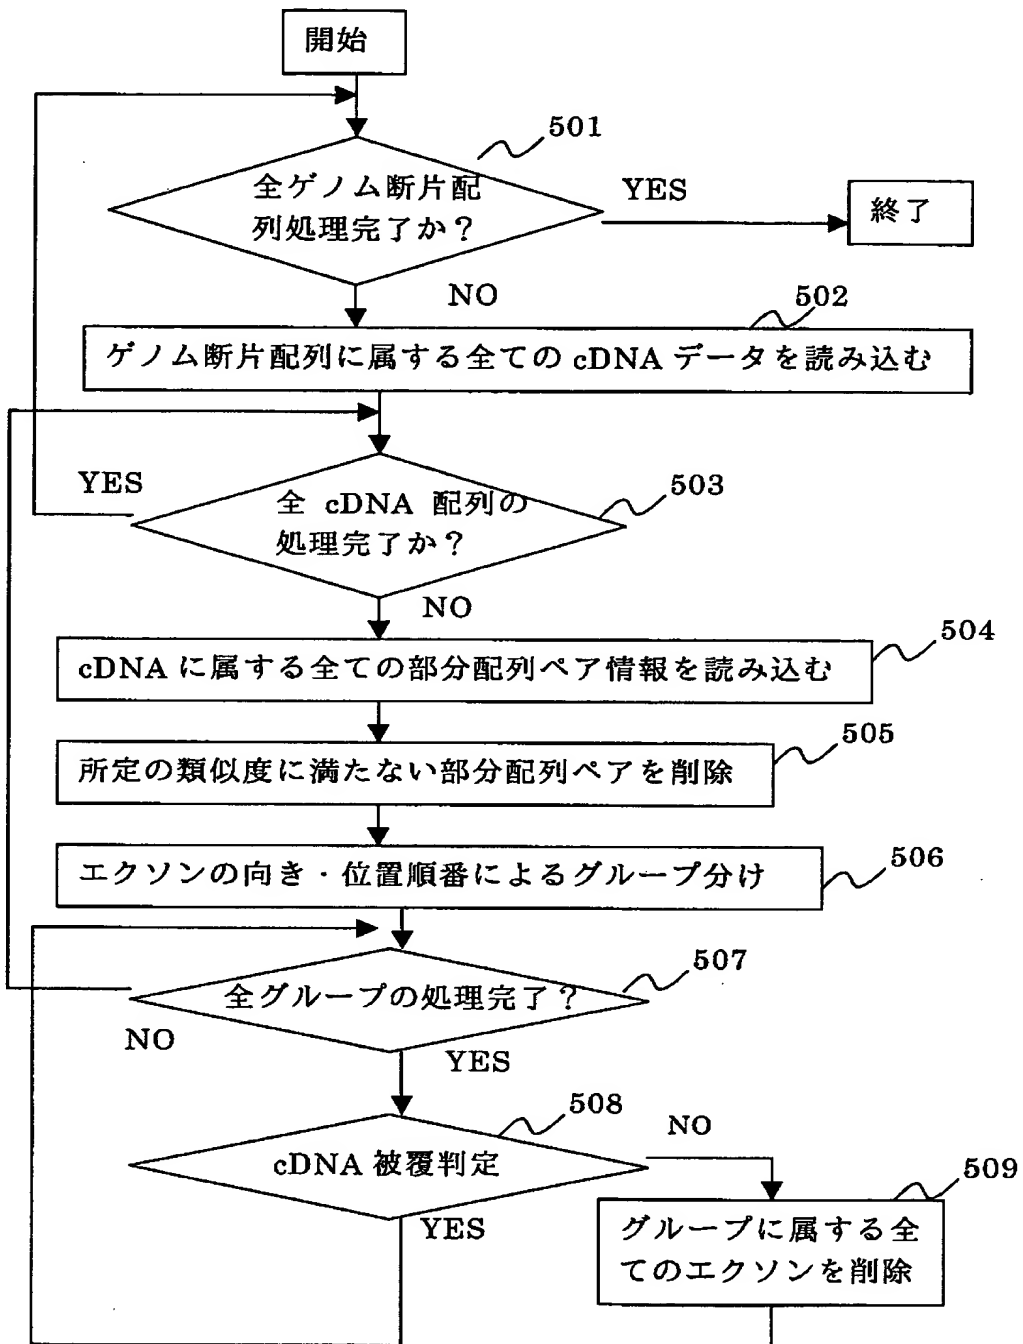 開始
501
全ゲノム断片配
列処理完了か？
YES
終了
NO
502
ゲノム断片配列に属する全ての cDNA データを読み込む
YES
503
全 cDNA 配列の
処理完了か？
NO
504
cDNA に属する全ての部分配列ペア情報を読み込む
505
所定の類似度に満たない部分配列ペアを削除
506
エクソンの向き・位置順番によるグループ分け
507
全グループの処理完了？
NO
YES
508
NO
cDNA 被覆判定
509
YES
グループに属する全
てのエクソンを削除